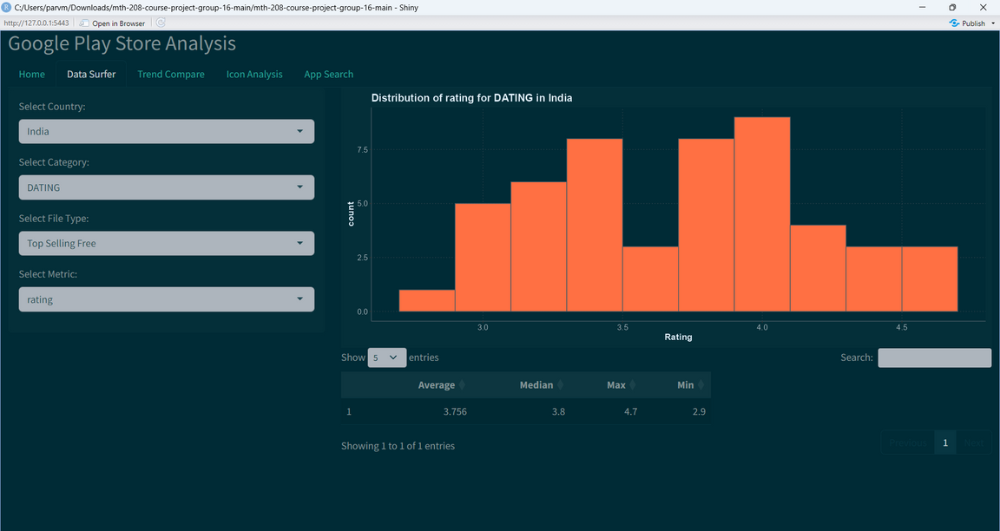 C:/Users/parvm/Downloads/mth-208-course-project-group-16-main/mth-208-course-project-group-16-main - Shiny
http://127.0.0.1:5443
Open in Browser
Publish
Google Play Store Analysis
Home
Data Surfer
Trend Compare
Icon Analysis
App Search
Select Country:
India
Select Category:
DATING
Select File Type:
Top Selling Free
Select Metric:
rating
Distribution of rating for DATING in India
count
7.5
5.0
2.5
0.0
3.0 3.5 4.0 4.5
Rating
Show 5 entries
Search:
Average Median Max Min
1 3.756 3.8 4.7 2.9
Showing 1 to 1 of 1 entries
Previous 1 Next